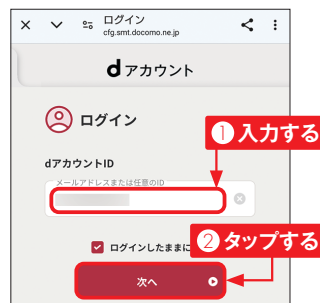 ログイン
cfg.smt.docomo.ne.jp
dアカウント
ログイン
①入力する
dアカウントID
メールアドレスまたは任意のID
ログインしたままに
②タップする
次へ